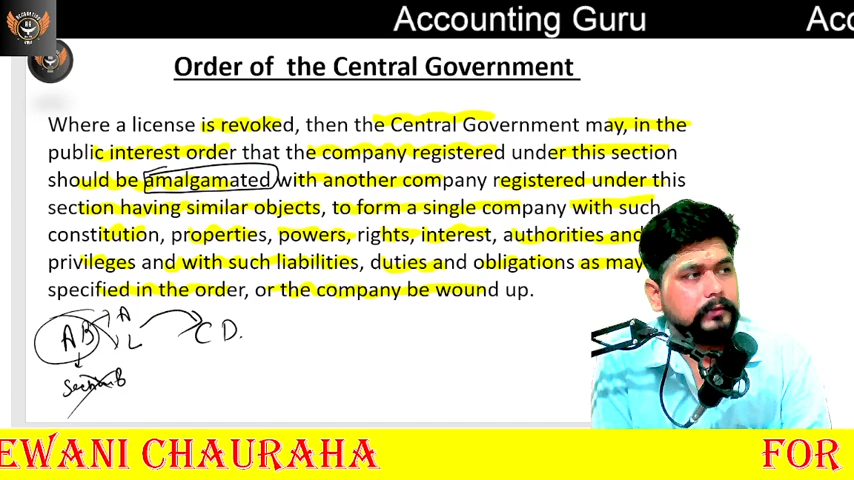 Accounting Guru
Acco
Order of the Central Government
Where a license is revoked, then the Central Government may, in the
public interest order that the company registered under this section
should be amalgamated with another company registered under this
section having similar objects, to form a single company with such
constitution, properties, powers, rights, interest, authorities and
privileges and with such liabilities, duties and obligations as may
specified in the order, or the company be wound up.
AB A L C D.
Section 8
EWANI CHAURAHA FOR